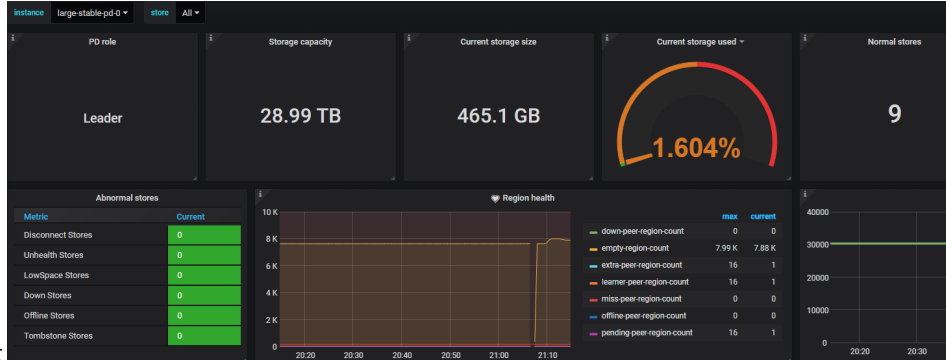 instance large-stable-pd-0 store All
PD role
Leader
Storage capacity
28.99 TB
Current storage size
465.1 GB
Current storage used
1.604%
Normal stores
9
Abnormal stores
Metric Current
Disconnect Stores 0
Unhealth Stores 0
LowSpace Stores 0
Down Stores 0
Offline Stores 0
Tombstone Stores 0
Region health
10 K
8 K
6 K
4 K
2 K
0
20:20 20:30 20:40 20:50 21:00 21:10
max current
down-peer-region-count 0 0
empty-region-count 7.99 K 7.88 K
extra-peer-region-count 16 1
learner-peer-region-count 16 1
miss-peer-region-count 0 0
offline-peer-region-count 0 0
pending-peer-region-count 16 1
40000
30000
20000
10000
0
20:20 20:30